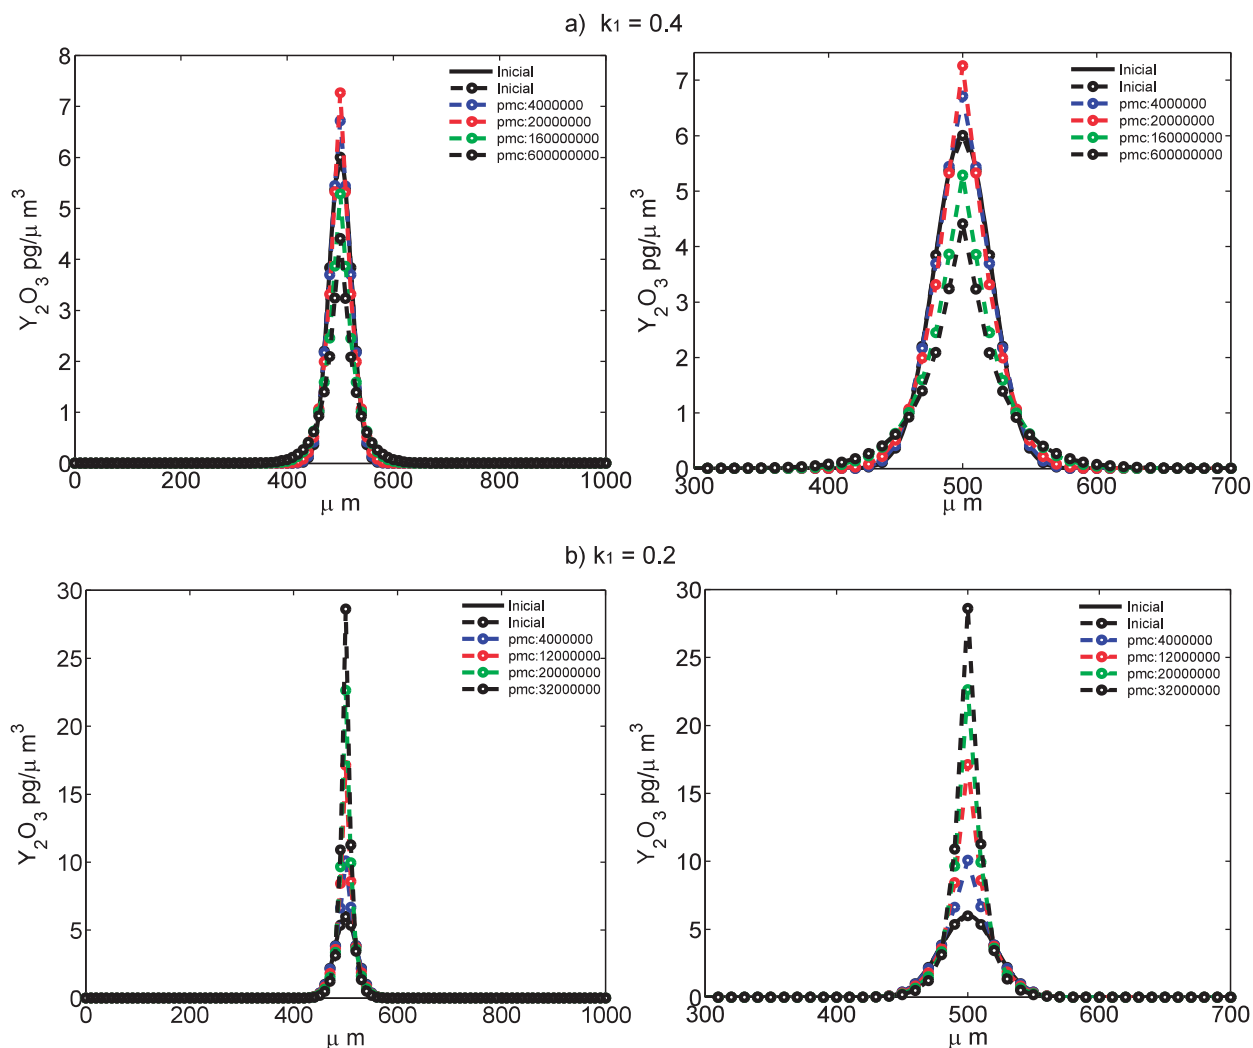 a) k₁ = 0.4
8
7
6
5
4
3
2
1
0
Y₂O₃ pg/μ m³
Inicial
Inicial
pmc:4000000
pmc:20000000
pmc:160000000
pmc:600000000
0 200 400 600 800 1000
μ m
7
6
5
4
3
2
1
0
Y₂O₃ pg/μ m³
Inicial
Inicial
pmc:4000000
pmc:20000000
pmc:160000000
pmc:600000000
300 400 500 600 700
μ m
b) k₁ = 0.2
30
25
20
15
10
5
0
Y₂O₃ pg/μ m³
Inicial
Inicial
pmc:4000000
pmc:12000000
pmc:20000000
pmc:32000000
0 200 400 600 800 1000
μ m
30
25
20
15
10
5
0
Y₂O₃ pg/μ m³
Inicial
Inicial
pmc:4000000
pmc:12000000
pmc:20000000
pmc:32000000
300 400 500 600 700
μ m